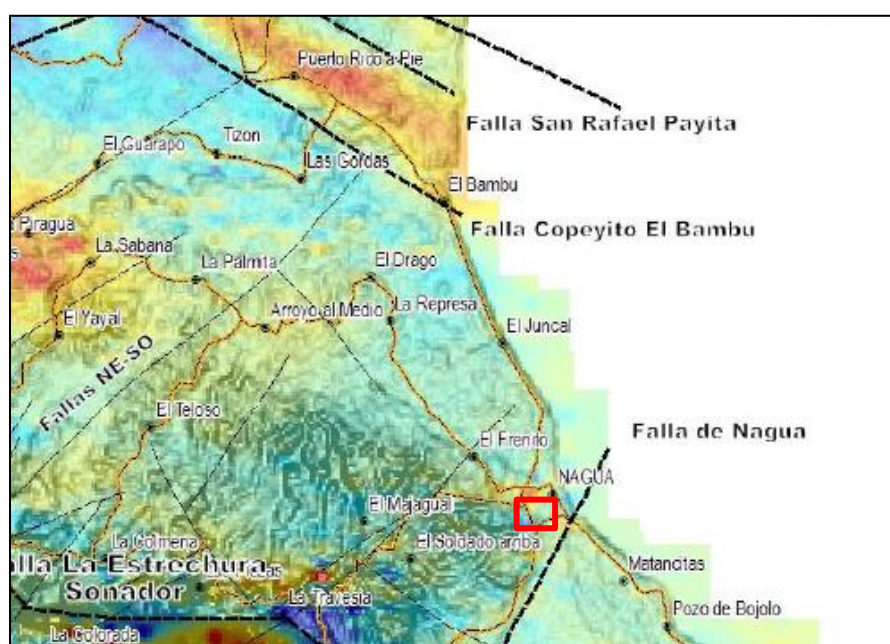 Puerto Rico a Pie
Falla San Rafael Payita
Tizon
El Guarapo
Las Gordas
El Bambu
Piragua
Falla Copeyito El Bambu
La Sabana
El Drago
La Palmita
La Represa
Arroyo al Medio
El Yayal
El Juncal
Fallas NE-SO
El Teloso
Falla de Nagua
NAGUA
El Majagual
La Colmena
El Soldado arriba
lla La Estrechura
Sonador
Matancitas
La Travesia
Pozo de Bojolo
La Colorada